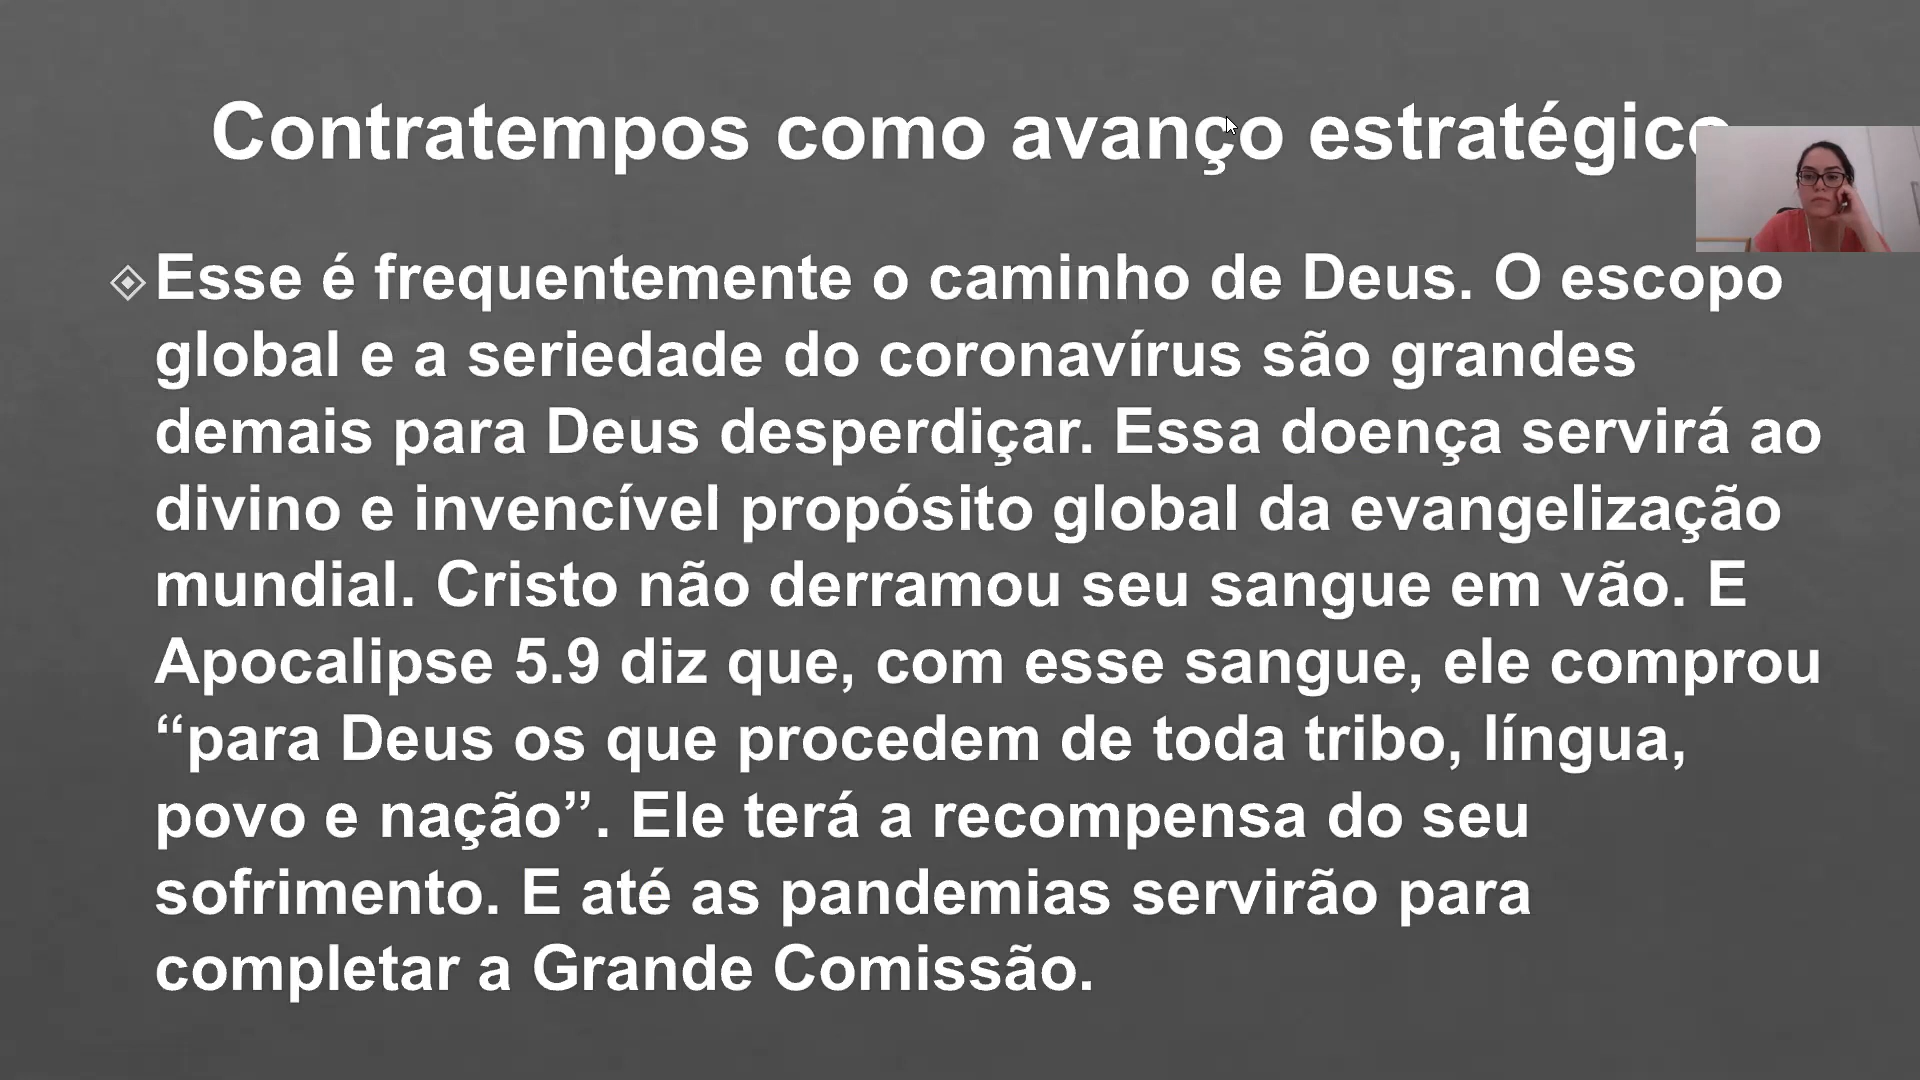 Contratempos como avanço estratégico
Esse é frequentemente o caminho de Deus. O escopo
global e a seriedade do coronavírus são grandes
demais para Deus desperdiçar. Essa doença servirá ao
divino e invencível propósito global da evangelização
mundial. Cristo não derramou seu sangue em vão. E
Apocalipse 5.9 diz que, com esse sangue, ele comprou
“para Deus os que procedem de toda tribo, língua,
povo e nação”. Ele terá a recompensa do seu
sofrimento. E até as pandemias servirão para
completar a Grande Comissão.